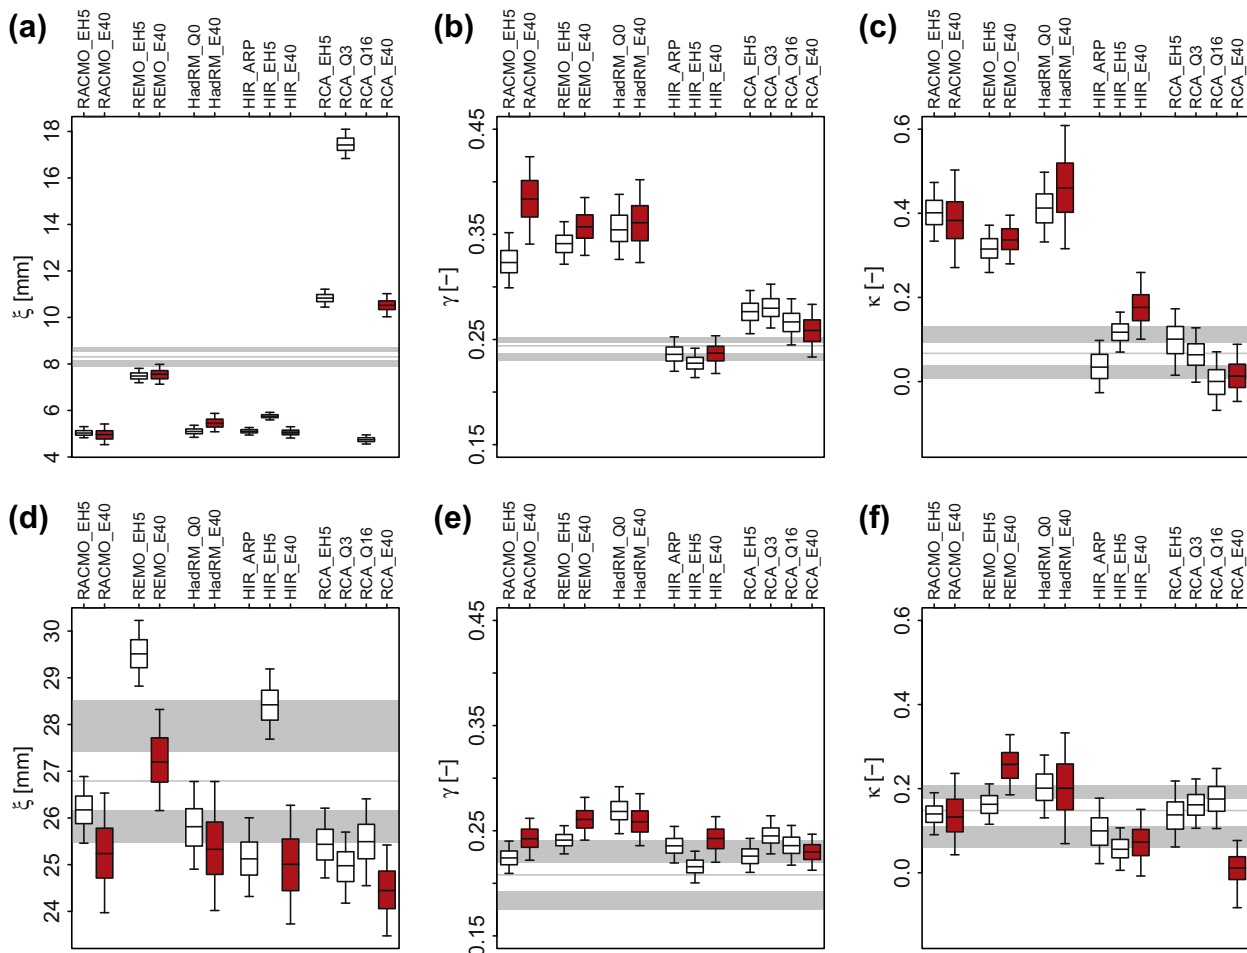 (a)
RACMO_EH5
RACMO_E40
REMO_EH5
REMO_E40
HadRM_Q0
HadRM_E40
HIR_ARP
HIR_EH5
HIR_E40
RCA_EH5
RCA_Q3
RCA_Q16
RCA_E40
ξ [mm]
18
16
14
12
10
8
6
4
(b)
RACMO_EH5
RACMO_E40
REMO_EH5
REMO_E40
HadRM_Q0
HadRM_E40
HIR_ARP
HIR_EH5
HIR_E40
RCA_EH5
RCA_Q3
RCA_Q16
RCA_E40
γ [−]
0.45
0.35
0.25
0.15
(c)
RACMO_EH5
RACMO_E40
REMO_EH5
REMO_E40
HadRM_Q0
HadRM_E40
HIR_ARP
HIR_EH5
HIR_E40
RCA_EH5
RCA_Q3
RCA_Q16
RCA_E40
κ [−]
0.6
0.4
0.2
0.0
(d)
RACMO_EH5
RACMO_E40
REMO_EH5
REMO_E40
HadRM_Q0
HadRM_E40
HIR_ARP
HIR_EH5
HIR_E40
RCA_EH5
RCA_Q3
RCA_Q16
RCA_E40
ξ [mm]
30
29
28
27
26
25
24
(e)
RACMO_EH5
RACMO_E40
REMO_EH5
REMO_E40
HadRM_Q0
HadRM_E40
HIR_ARP
HIR_EH5
HIR_E40
RCA_EH5
RCA_Q3
RCA_Q16
RCA_E40
γ [−]
0.45
0.35
0.25
0.15
(f)
RACMO_EH5
RACMO_E40
REMO_EH5
REMO_E40
HadRM_Q0
HadRM_E40
HIR_ARP
HIR_EH5
HIR_E40
RCA_EH5
RCA_Q3
RCA_Q16
RCA_E40
κ [−]
0.6
0.4
0.2
0.0